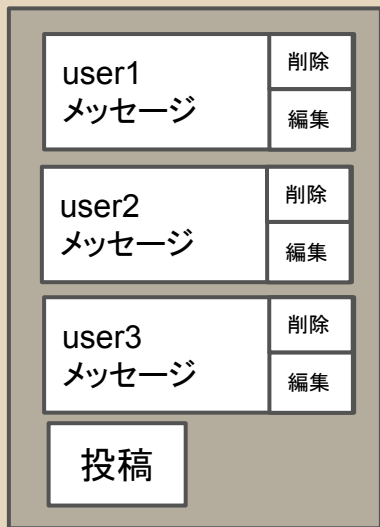 user1
メッセージ
削除
編集
user2
メッセージ
削除
編集
user3
メッセージ
削除
編集
投稿